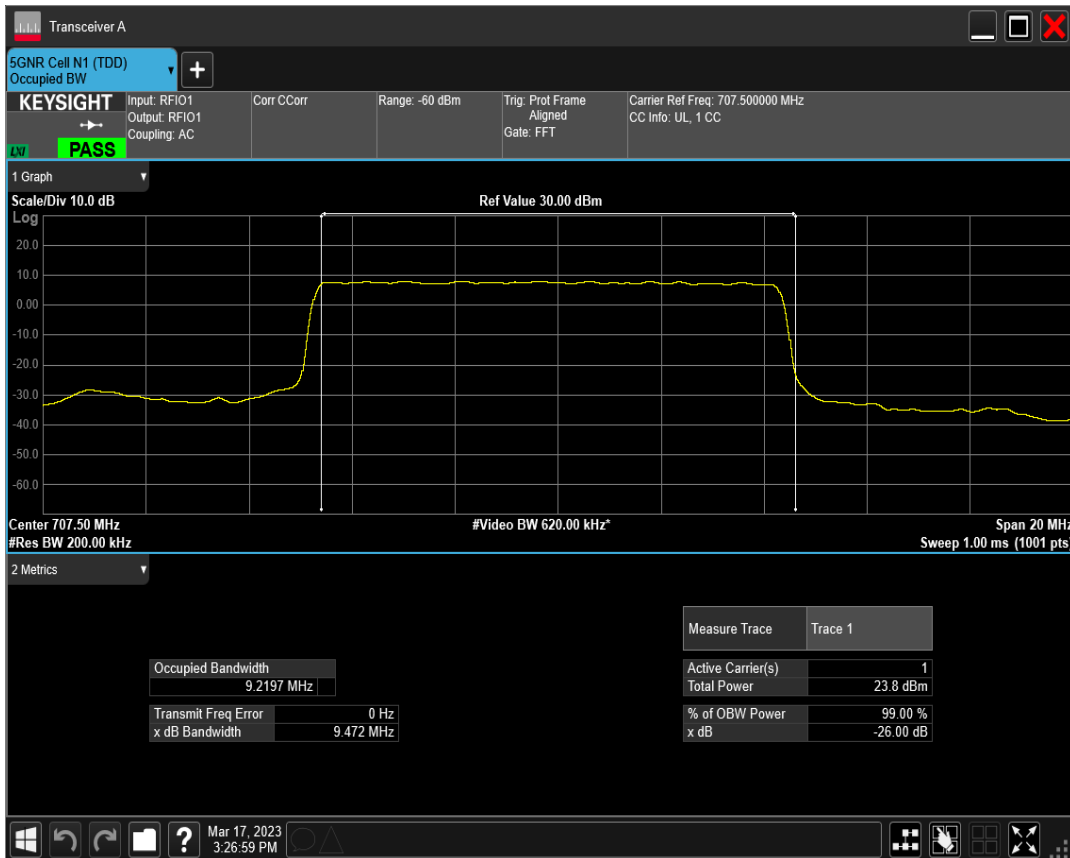 Transceiver A
5GNR Cell N1 (TDD)
Occupied BW
+
KEYSIGHT
LXI
PASS
Input: RFIO1
Output: RFIO1
Coupling: AC
Corr CCorr
Range: -60 dBm
Trig: Prot Frame
Aligned
Gate: FFT
Carrier Ref Freq: 707.500000 MHz
CC Info: UL, 1 CC
1 Graph
Scale/Div 10.0 dB
Ref Value 30.00 dBm
Log
20.0
10.0
0.00
-10.0
-20.0
-30.0
-40.0
-50.0
-60.0
Center 707.50 MHz
#Video BW 620.00 kHz*
Span 20 MHz
#Res BW 200.00 kHz
Sweep 1.00 ms (1001 pts)
2 Metrics
Measure Trace Trace 1
Occupied Bandwidth
9.2197 MHz
Active Carrier(s) 1
Total Power 23.8 dBm
Transmit Freq Error 0 Hz
x dB Bandwidth 9.472 MHz
% of OBW Power 99.00 %
x dB -26.00 dB
?
Mar 17, 2023
3:26:59 PM